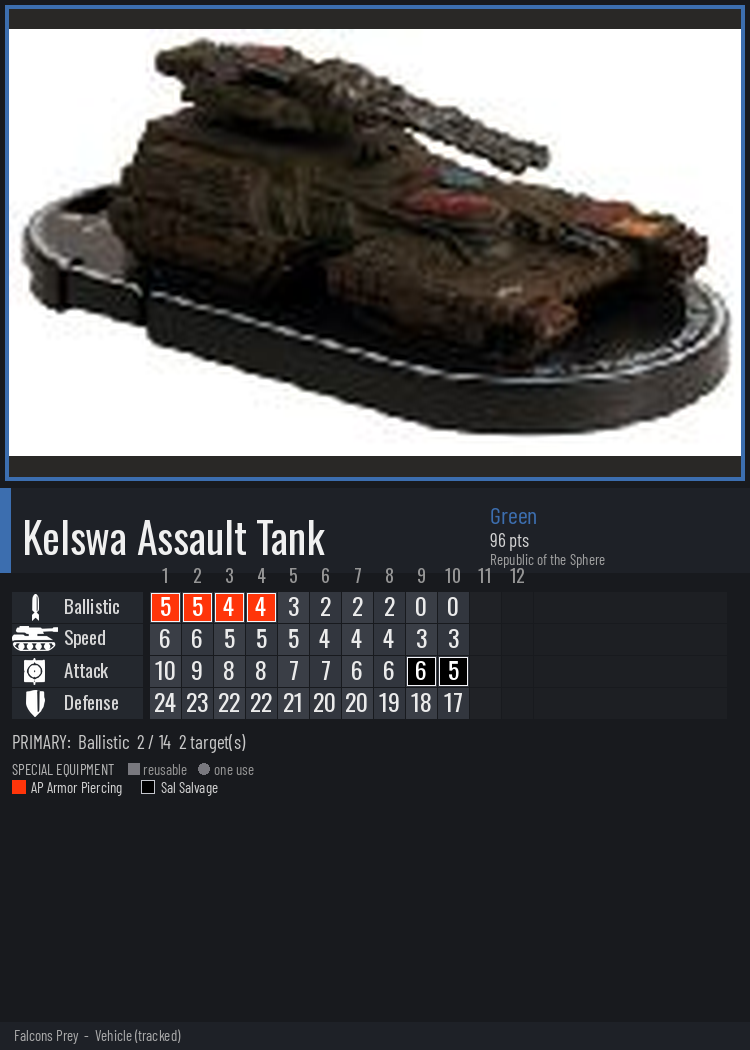 Kelswa Assault Tank
Green
96 pts
Republic of the Sphere
1 2 3 4 5 6 7 8 9 10 11 12
Ballistic 5 5 4 4 3 2 2 2 0 0
Speed 6 6 5 5 5 4 4 4 3 3
Attack 10 9 8 8 7 7 6 6 6 5
Defense 24 23 22 22 21 20 20 19 18 17
PRIMARY: Ballistic 2 / 14 2 target(s)
SPECIAL EQUIPMENT reusable one use
AP Armor Piercing Sal Salvage
Falcons Prey - Vehicle (tracked)